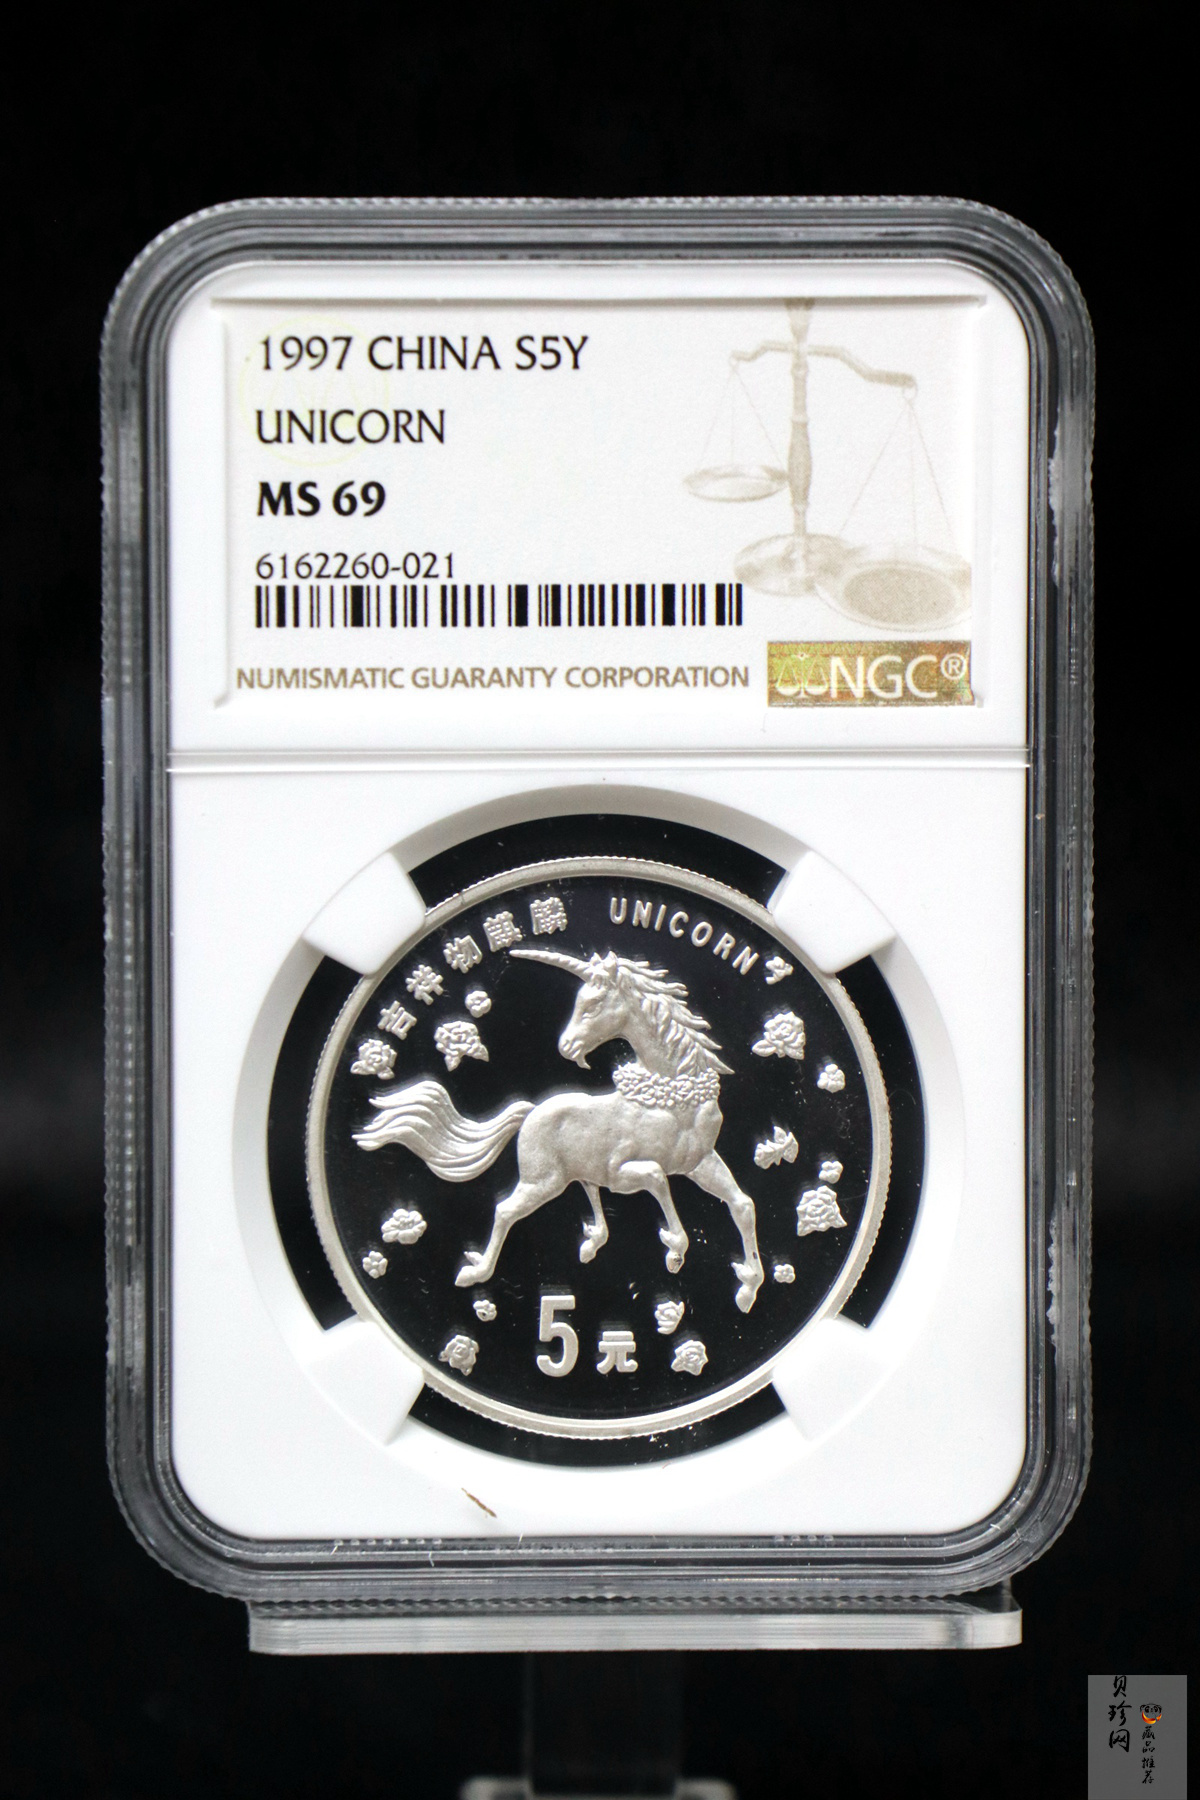 1997 CHINA S5Y
UNICORN
MS 69
6162260-021
NUMISMATIC GUARANTY CORPORATION
NGC®
吉祥物麒麟
UNICORN
5元
贝珍网
藏品推荐